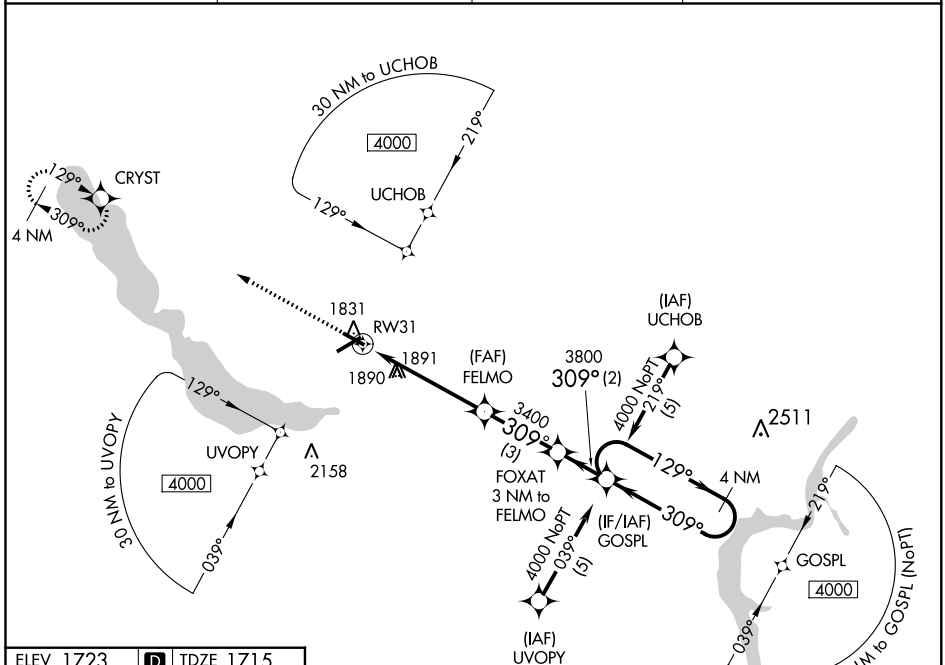 30 NM to UCHOB
4000
219°
129°
UCHOB
129°
CRYST
309°
4 NM
1831
RW31
1891
1890
(FAF)
FELMO
3800
309° (2)
(IAF)
UCHOB
4000 NoPT
219°
(5)
3400
309°
(3)
2511
129°
4 NM
129°
30 NM to UVOPY
4000
UVOPY
2158
039°
FOXAT
3 NM to
FELMO
309°
(IF/IAF)
GOSPL
4000 NoPT
039°
(5)
219°
GOSPL
4000
039°
M to GOSPL (NoPT)
(IAF)
UVOPY
ELEV 1723 D TDZE 1715